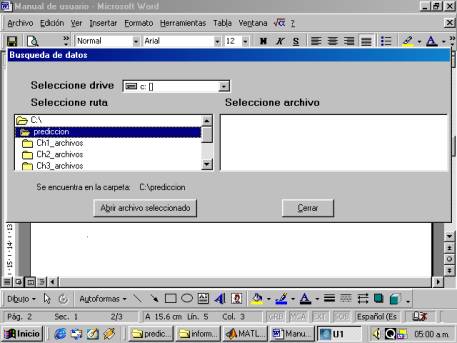 Manual de usuario - Microsoft Word
Archivo Edición Ver Insertar Formato Herramientas Tabla Ventana ?
Normal Arial 12 N K S
Busqueda de datos
Seleccione drive c: []
Seleccione ruta Seleccione archivo
C:\
prediccion
Ch1_archivos
Ch2_archivos
Ch3_archivos
Se encuentra en la carpeta: C:\prediccion
Abrir archivo seleccionado Cerrar
Dibujo Autoformas
Pág. 2 Sec. 1 2/3 A 15.6 cm Lín. 5 Col. 3 GRB MCA EXT SOB Español (Es
Inicio predic... inform... MATL... Manu... U1 05:00 a.m.